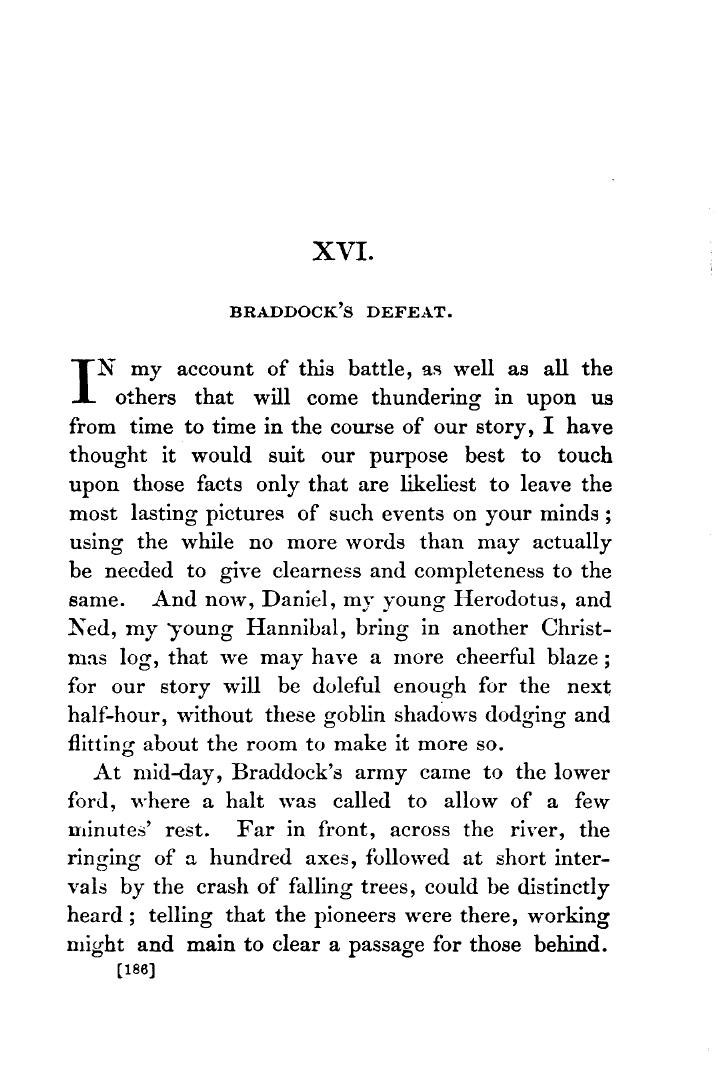 XVI.
BRADDOCK'S DEFEAT.
IN my account of this battle, as well as all the
others that will come thundering in upon us
from time to time in the course of our story, I have
thought it would suit our purpose best to touch
upon those facts only that are likeliest to leave the
most lasting pictures of such events on your minds;
using the while no more words than may actually
be needed to give clearness and completeness to the
same. And now, Daniel, my young Herodotus, and
Ned, my young Hannibal, bring in another Christ-
mas log, that we may have a more cheerful blaze;
for our story will be doleful enough for the next
half-hour, without these goblin shadows dodging and
flitting about the room to make it more so.
At mid-day, Braddock's army came to the lower
ford, where a halt was called to allow of a few
minutes' rest. Far in front, across the river, the
ringing of a hundred axes, followed at short inter-
vals by the crash of falling trees, could be distinctly
heard; telling that the pioneers were there, working
might and main to clear a passage for those behind.
[186]